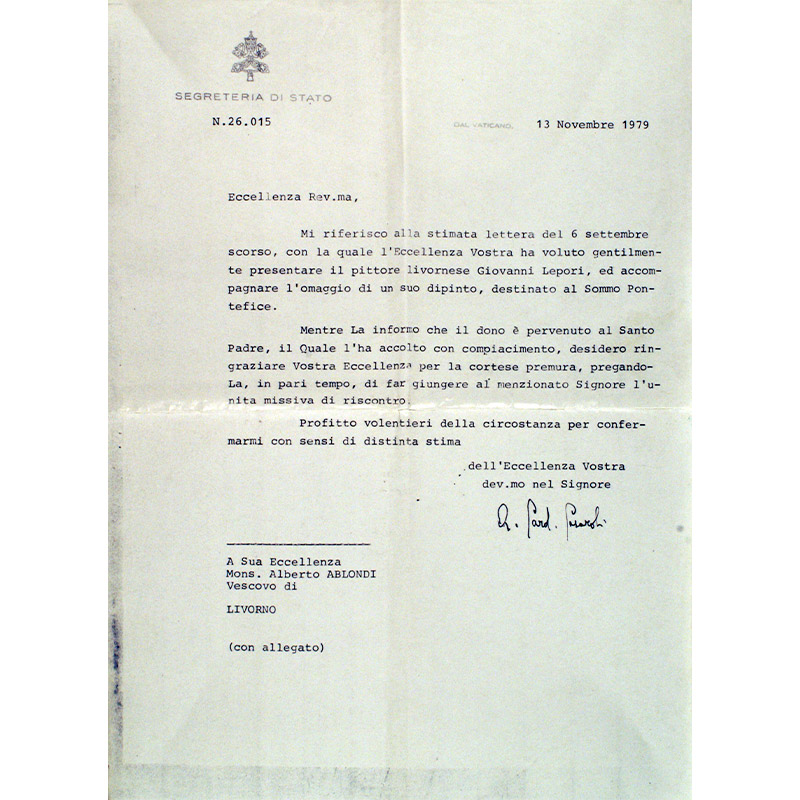 SEGRETERIA DI STATO
N.26.015
DAL VATICANO, 13 Novembre 1979
Eccellenza Rev.ma,
Mi riferisco alla stimata lettera del 6 settembre
scorso, con la quale l'Eccellenza Vostra ha voluto gentilmen-
te presentare il pittore livornese Giovanni Lepori, ed accom-
pagnare l'omaggio di un suo dipinto, destinato al Sommo Pon-
tefice.
Mentre La informo che il dono è pervenuto al Santo
Padre, il Quale l'ha accolto con compiacimento, desidero rin-
graziare Vostra Eccellenza per la cortese premura, pregando-
La, in pari tempo, di far giungere al menzionato Signore l'u-
nita missiva di riscontro.
Profitto volentieri della circostanza per confer-
marmi con sensi di distinta stima
dell'Eccellenza Vostra
dev.mo nel Signore
A. Card. Casaroli
A Sua Eccellenza
Mons. Alberto ABLONDI
Vescovo di
LIVORNO
(con allegato)